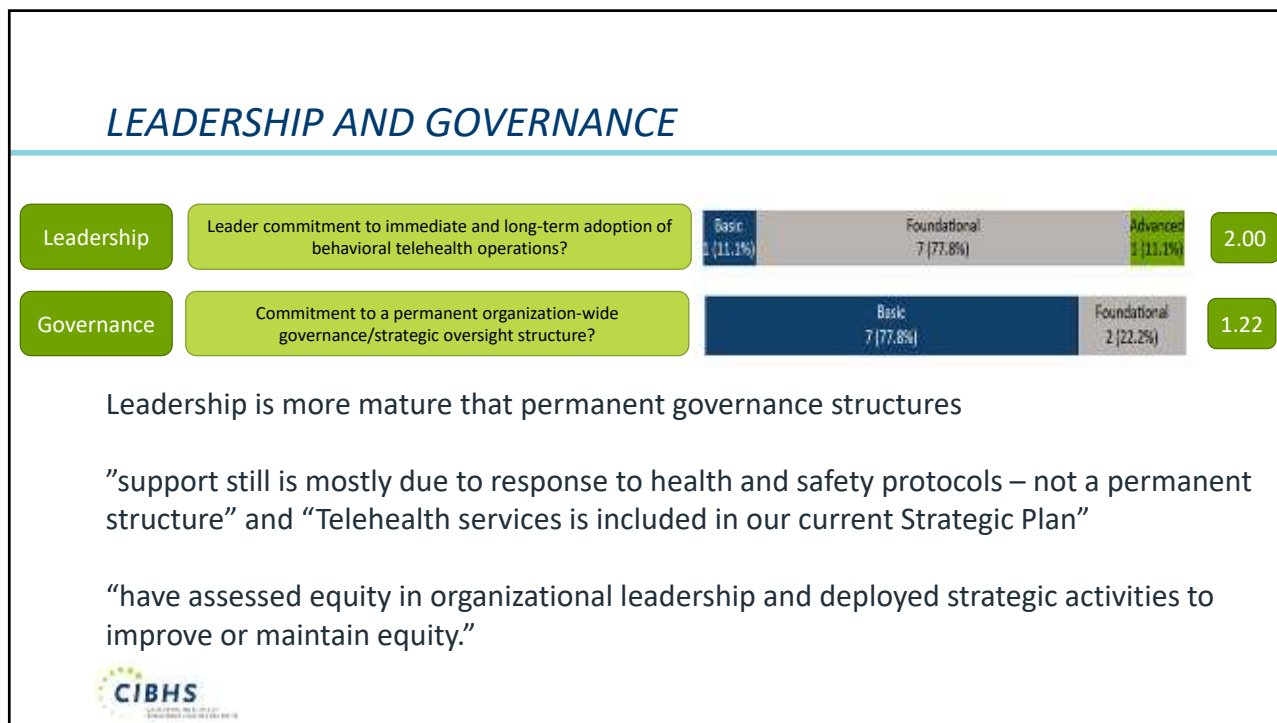 LEADERSHIP AND GOVERNANCE
Leadership
Leader commitment to immediate and long-term adoption of
behavioral telehealth operations?
Basic
1 (11.1%)
Foundational
7 (77.8%)
Advanced
1 (11.1%)
2.00
Governance
Commitment to a permanent organization-wide
governance/strategic oversight structure?
Basic
7 (77.8%)
Foundational
2 (22.2%)
1.22
Leadership is more mature that permanent governance structures
”support still is mostly due to response to health and safety protocols – not a permanent
structure” and “Telehealth services is included in our current Strategic Plan”
“have assessed equity in organizational leadership and deployed strategic activities to
improve or maintain equity.”
CIBHS